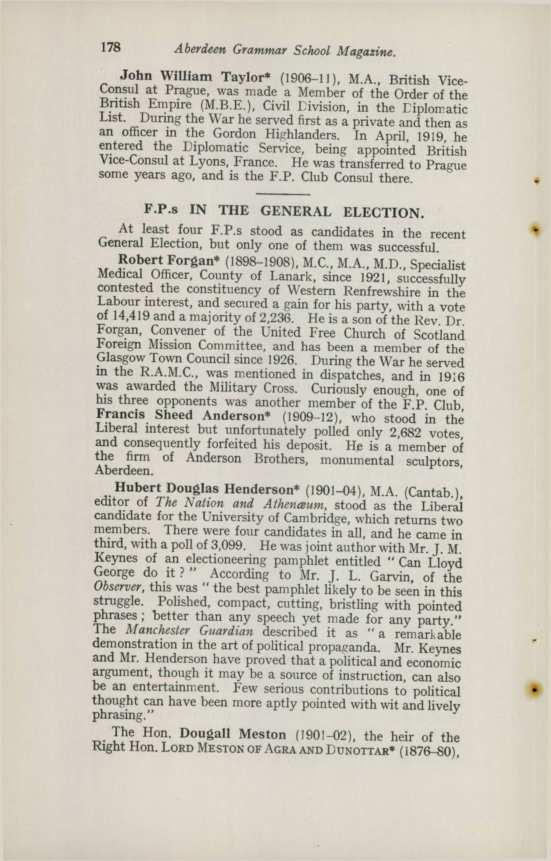 178 Aberdeen Grammar School Magazine.
John William Taylor* (1906–11), M.A., British Vice-
Consul at Prague, was made a Member of the Order of the
British Empire (M.B.E.), Civil Division, in the Diplomatic
List. During the War he served first as a private and then as
an officer in the Gordon Highlanders. In April, 1919, he
entered the Diplomatic Service, being appointed British
Vice-Consul at Lyons, France. He was transferred to Prague
some years ago, and is the F.P. Club Consul there.
F.P.s IN THE GENERAL ELECTION.
At least four F.P.s stood as candidates in the recent
General Election, but only one of them was successful.
Robert Forgan* (1898–1908), M.C., M.A., M.D., Specialist
Medical Officer, County of Lanark, since 1921, successfully
contested the constituency of Western Renfrewshire in the
Labour interest, and secured a gain for his party, with a vote
of 14,419 and a majority of 2,236. He is a son of the Rev. Dr.
Forgan, Convener of the United Free Church of Scotland
Foreign Mission Committee, and has been a member of the
Glasgow Town Council since 1926. During the War he served
in the R.A.M.C., was mentioned in dispatches, and in 1916
was awarded the Military Cross. Curiously enough, one of
his three opponents was another member of the F.P. Club,
Francis Sheed Anderson* (1909–12), who stood in the
Liberal interest but unfortunately polled only 2,682 votes,
and consequently forfeited his deposit. He is a member of
the firm of Anderson Brothers, monumental sculptors,
Aberdeen.
Hubert Douglas Henderson* (1901–04), M.A. (Cantab.),
editor of The Nation and Athenæum, stood as the Liberal
candidate for the University of Cambridge, which returns two
members. There were four candidates in all, and he came in
third, with a poll of 3,099. He was joint author with Mr. J. M.
Keynes of an electioneering pamphlet entitled " Can Lloyd
George do it ? " According to Mr. J. L. Garvin, of the
Observer, this was " the best pamphlet likely to be seen in this
struggle. Polished, compact, cutting, bristling with pointed
phrases ; better than any speech yet made for any party."
The Manchester Guardian described it as " a remarkable
demonstration in the art of political propaganda. Mr. Keynes
and Mr. Henderson have proved that a political and economic
argument, though it may be a source of instruction, can also
be an entertainment. Few serious contributions to political
thought can have been more aptly pointed with wit and lively
phrasing."
The Hon. Dougall Meston (1901–02), the heir of the
Right Hon. LORD MESTON OF AGRA AND DUNOTTAR* (1876–80),